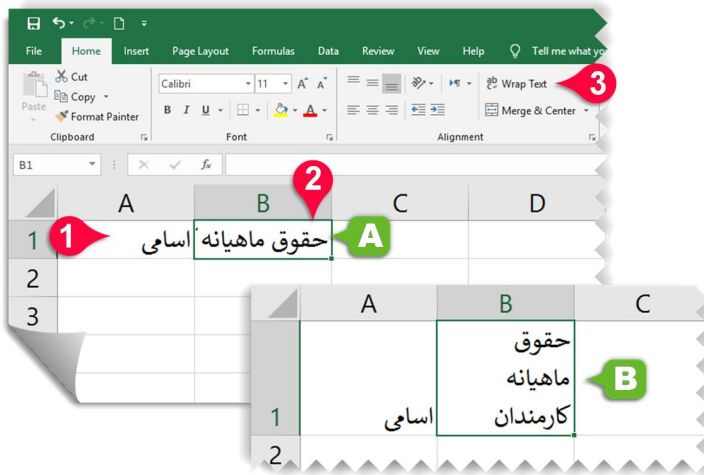 File Home Insert Page Layout Formulas Data Review View Help Tell me what
Cut
Copy
Format Painter
Paste
Clipboard
Calibri 11 A A
B I U A
Font
Wrap Text
Merge & Center
Alignment
3
B1 fx
2
A B C D
1 اسامی حقوق ماهیانه
1
A
2
3
A B C
حقوق
ماهیانه
کارمندان
B
1 اسامی
2